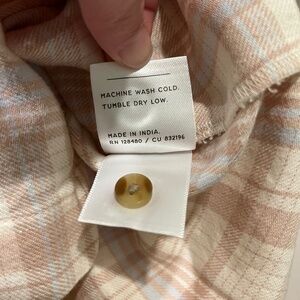 MACHINE WASH COLD.
TUMBLE DRY LOW.
MADE IN INDIA.
RN 128480 / CU 832196